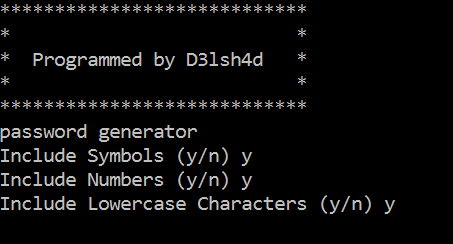 ****************************
*                          *
*  Programmed by D3lsh4d   *
*                          *
****************************
password generator
Include Symbols (y/n) y
Include Numbers (y/n) y
Include Lowercase Characters (y/n) y